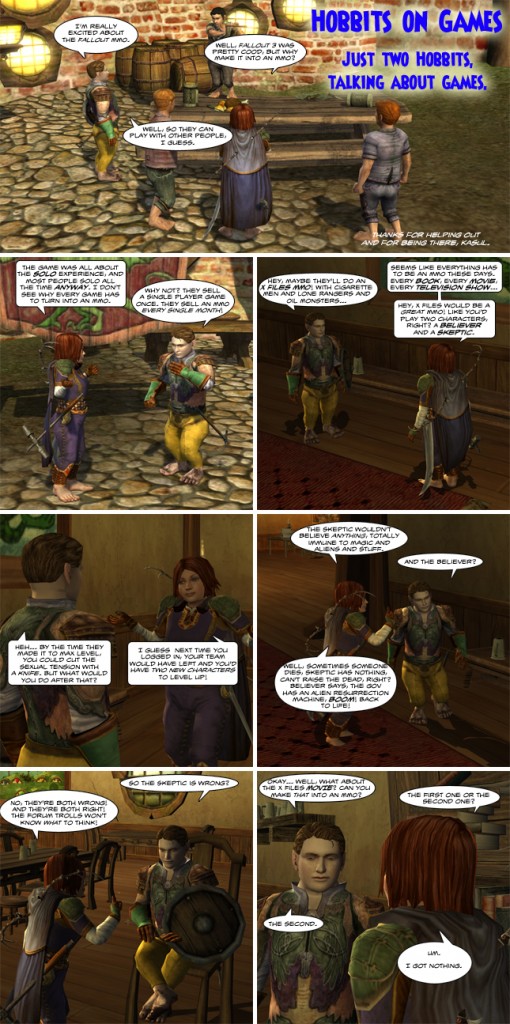 HOBBITS ON GAMES
JUST TWO HOBBITS,
TALKING ABOUT GAMES.
I'M REALLY
EXCITED ABOUT
THE FALLOUT MMO.
WELL, FALLOUT 3 WAS
PRETTY GOOD, BUT WHY
MAKE IT INTO AN MMO?
WELL, SO THEY CAN
PLAY WITH OTHER PEOPLE,
I GUESS.
THANKS FOR HELPING OUT
AND FOR BEING THERE, KASUL.
THE GAME WAS ALL ABOUT
THE SOLO EXPERIENCE, AND
MOST PEOPLE SOLO ALL
THE TIME ANYWAY. I DON'T
SEE WHY EVERY GAME HAS
TO TURN INTO AN MMO.
WHY NOT? THEY SELL
A SINGLE PLAYER GAME
ONCE, THEY SELL AN MMO
EVERY SINGLE MONTH!
SEEMS LIKE EVERYTHING HAS
TO BE AN MMO THESE DAYS.
EVERY BOOK, EVERY MOVIE,
EVERY TELEVISION SHOW...
HEY, MAYBE THEY'LL DO AN
X FILES MMO! WITH CIGARETTE
MEN AND LONE RANGERS AND
OIL MONSTERS...
HEY, X FILES WOULD BE A
GREAT MMO! LIKE YOU'D
PLAY TWO CHARACTERS,
RIGHT? A BELIEVER
AND A SKEPTIC.
HEH... BY THE TIME THEY
MADE IT TO MAX LEVEL,
YOU COULD CUT THE
SEXUAL TENSION WITH
A KNIFE. BUT WHAT WOULD
YOU DO AFTER THAT?
I GUESS NEXT TIME YOU
LOGGED IN, YOUR TEAM
WOULD HAVE LEFT AND YOU'D
HAVE TWO NEW CHARACTERS
TO LEVEL UP!
THE SKEPTIC WOULDN'T
BELIEVE ANYTHING, TOTALLY
IMMUNE TO MAGIC AND
ALIENS AND STUFF.
AND THE BELIEVER?
WELL, SOMETIMES SOMEONE
DIES, SKEPTIC HAS NOTHING,
CAN'T RAISE THE DEAD, RIGHT?
BELIEVER SAYS, THE GOV
HAS AN ALIEN RESURRECTION
MACHINE, BOOM! BACK
TO LIFE!
SO THE SKEPTIC IS WRONG?
NO, THEY'RE BOTH WRONG!
AND THEY'RE BOTH RIGHT!
THE FORUM TROLLS WON'T
KNOW WHAT TO THINK!
OKAY... WELL, WHAT ABOUT
THE X FILES MOVIE? CAN YOU
MAKE THAT INTO AN MMO?
THE FIRST ONE OR THE
SECOND ONE?
THE SECOND.
UM.
I GOT NOTHING.